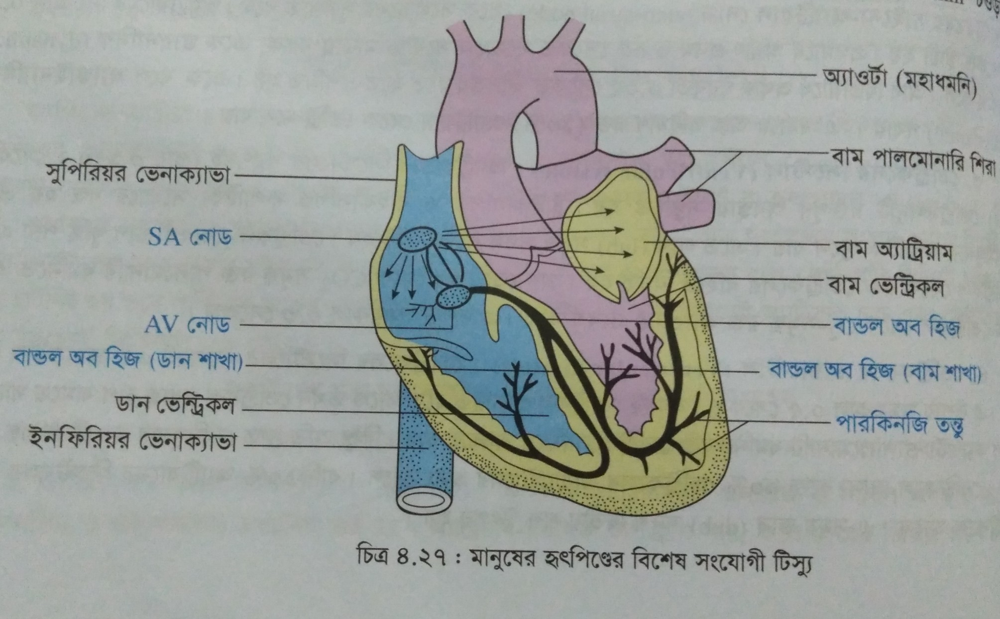 অ্যাওর্টা (মহাধমনি)
বাম পালমোনারি শিরা
সুপিরিয়র ভেনাক্যাভা
SA নোড
বাম অ্যাট্রিয়াম
বাম ভেন্ট্রিকল
AV নোড
বান্ডল অব হিজ
বান্ডল অব হিজ (ডান শাখা)
বান্ডল অব হিজ (বাম শাখা)
ডান ভেন্ট্রিকল
পারকিনজি তন্তু
ইনফিরিয়র ভেনাক্যাভা
চিত্র ৪.২৭ : মানুষের হৃৎপিণ্ডের বিশেষ সংযোগী টিস্যু